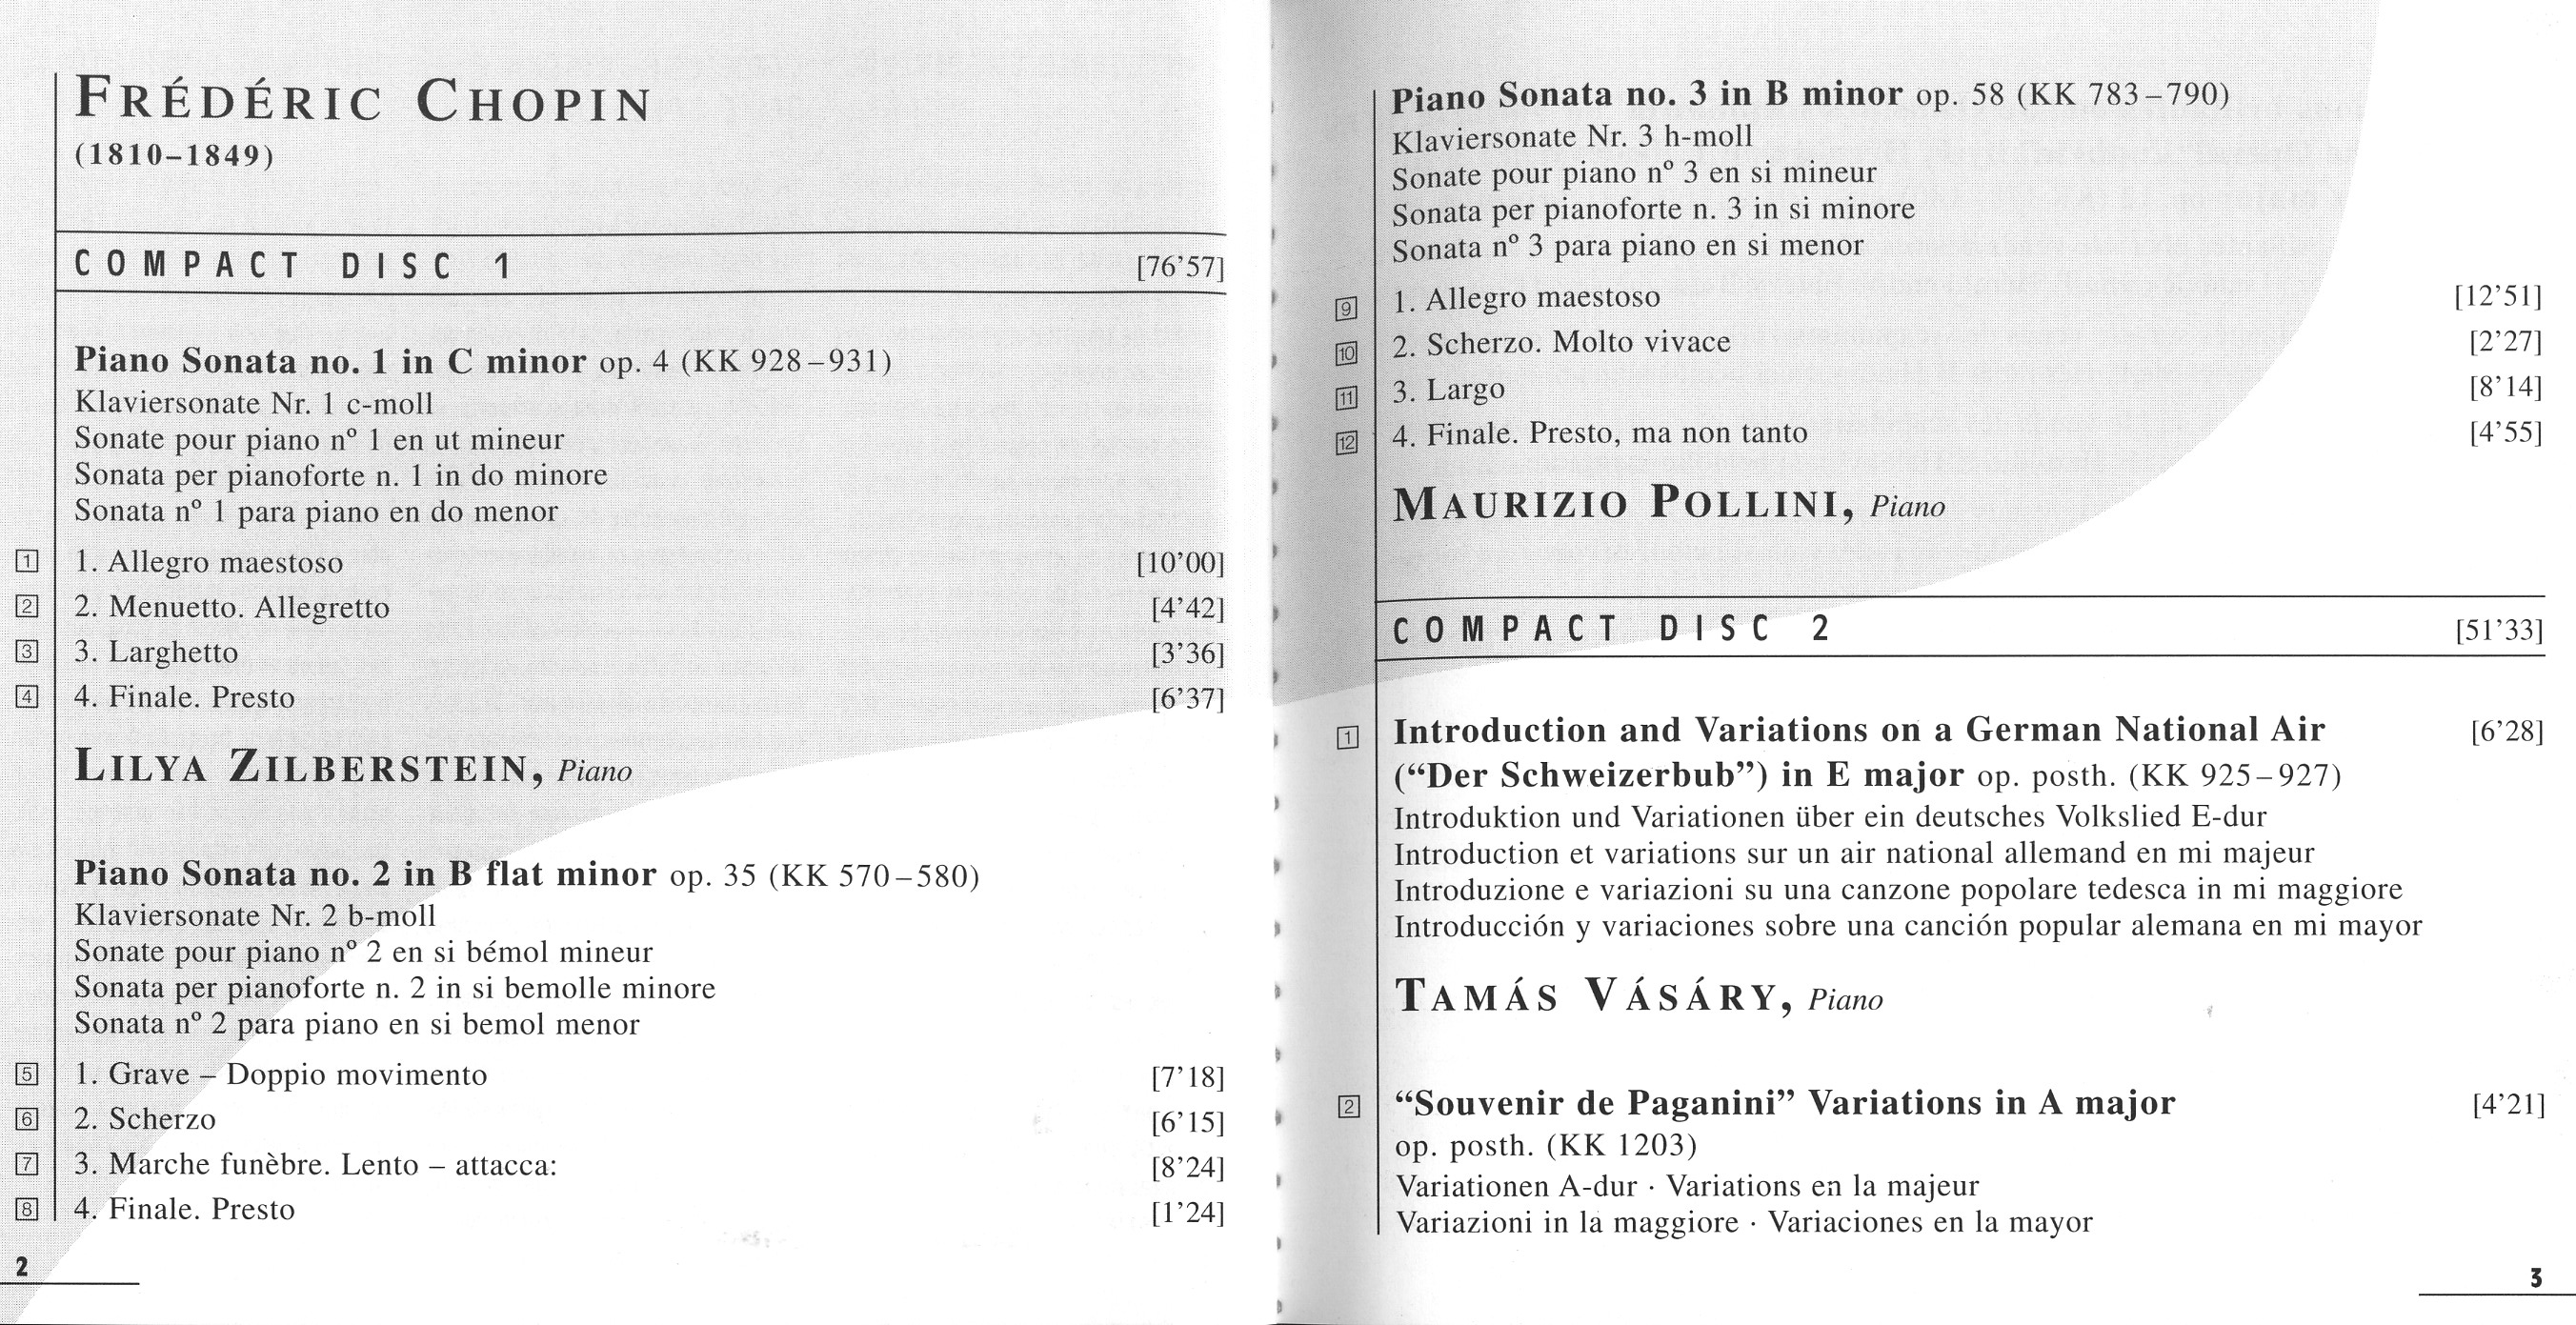 FRÉDÉRIC CHOPIN
(1810–1849)
COMPACT DISC 1 [76’57]
Piano Sonata no. 1 in C minor op. 4 (KK 928–931)
Klaviersonate Nr. 1 c-moll
Sonate pour piano nº 1 en ut mineur
Sonata per pianoforte n. 1 in do minore
Sonata nº 1 para piano en do menor
1 1. Allegro maestoso [10’00]
2 2. Menuetto. Allegretto [4’42]
3 3. Larghetto [3’36]
4 4. Finale. Presto [6’37]
LILYA ZILBERSTEIN, Piano
Piano Sonata no. 2 in B flat minor op. 35 (KK 570–580)
Klaviersonate Nr. 2 b-moll
Sonate pour piano nº 2 en si bémol mineur
Sonata per pianoforte n. 2 in si bemolle minore
Sonata nº 2 para piano en si bemol menor
5 1. Grave – Doppio movimento [7’18]
6 2. Scherzo [6’15]
7 3. Marche funèbre. Lento – attacca: [8’24]
8 4. Finale. Presto [1’24]
2
Piano Sonata no. 3 in B minor op. 58 (KK 783–790)
Klaviersonate Nr. 3 h-moll
Sonate pour piano nº 3 en si mineur
Sonata per pianoforte n. 3 in si minore
Sonata nº 3 para piano en si menor
9 1. Allegro maestoso [12’51]
10 2. Scherzo. Molto vivace [2’27]
11 3. Largo [8’14]
12 4. Finale. Presto, ma non tanto [4’55]
MAURIZIO POLLINI, Piano
COMPACT DISC 2 [51’33]
1 Introduction and Variations on a German National Air [6’28]
(“Der Schweizerbub”) in E major op. posth. (KK 925–927)
Introduktion und Variationen über ein deutsches Volkslied E-dur
Introduction et variations sur un air national allemand en mi majeur
Introduzione e variazioni su una canzone popolare tedesca in mi maggiore
Introducción y variaciones sobre una canción popular alemana en mi mayor
TAMÁS VÁSÁRY, Piano
2 “Souvenir de Paganini” Variations in A major [4’21]
op. posth. (KK 1203)
Variationen A-dur · Variations en la majeur
Variazioni in la maggiore · Variaciones en la mayor
3